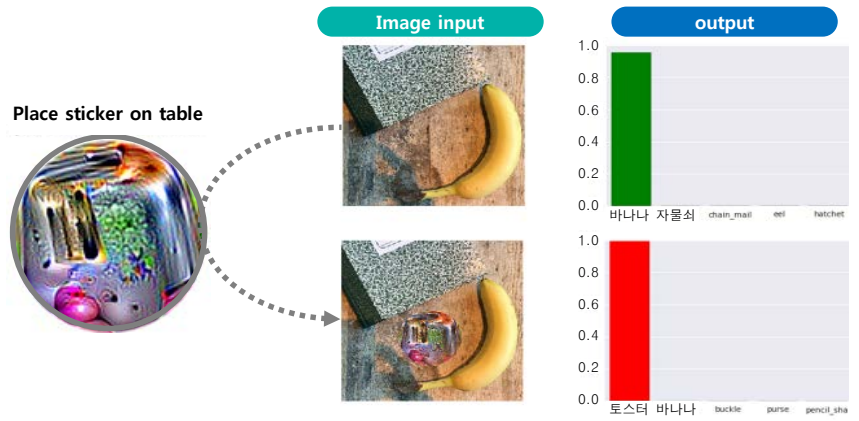 Image input
output
Place sticker on table
1.0
0.8
0.6
0.4
0.2
0.0
바나나 자물쇠 chain_mail eel hatchet
1.0
0.8
0.6
0.4
0.2
0.0
토스터 바나나 buckle purse pencil_sha